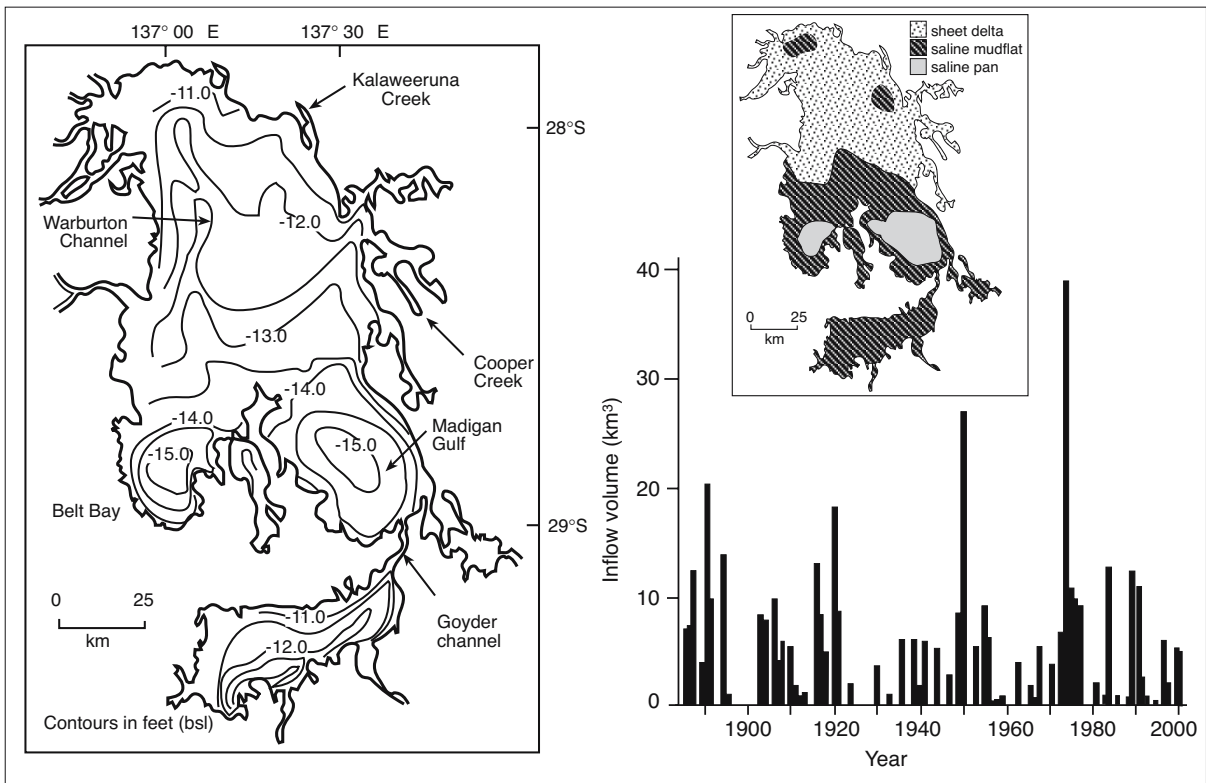 137° 00 E
137° 30 E
-11.0
Kalaweeruna
Creek
28°S
Warburton
Channel
-12.0
-13.0
Cooper
Creek
-14.0
-14.0
Madigan
Gulf
-15.0
-15.0
Belt Bay
29°S
0 25
km
-11.0
-12.0
Goyder
channel
Contours in feet (bsl)
sheet delta
saline mudflat
saline pan
0 25
km
40
30
20
10
0
Inflow volume (km³)
1900 1920 1940 1960 1980 2000
Year